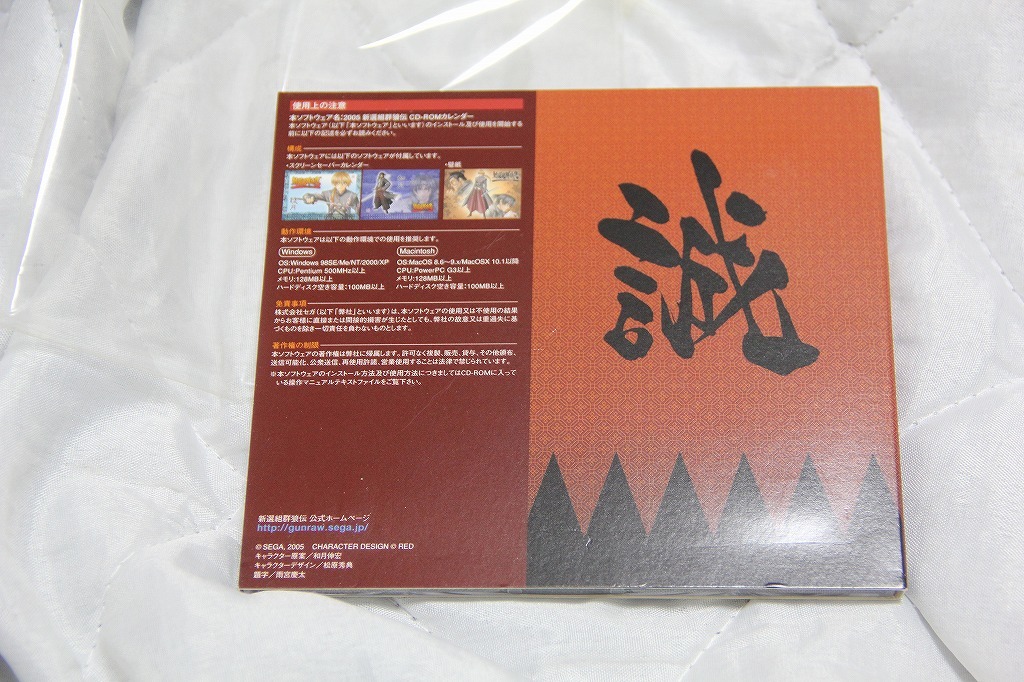 使用上の注意
本ソフトウェア名：2005 新選組群狼伝 CD-ROMカレンダー
本ソフトウェア（以下「本ソフトウェア」といいます）のインストール及び使用を開始する
前に以下の記述を必ずお読みください。
構成
本ソフトウェアには以下のソフトウェアが付属しています。
・スクリーンセーバーカレンダー
・壁紙
動作環境
本ソフトウェアは以下の動作環境での使用を推奨します。
Windows
OS:Windows 98SE/Me/NT/2000/XP
CPU:Pentium 500MHz以上
メモリ:128MB以上
ハードディスク空き容量：100MB以上
Macintosh
OS:MacOS 8.6～9.x/MacOSX 10.1以降
CPU:PowerPC G3以上
メモリ:128MB以上
ハードディスク空き容量：100MB以上
免責事項
株式会社セガ（以下「弊社」といいます）は、本ソフトウェアの使用又は不使用の結果
からお客様に直接または間接的損害が生じたとしても、弊社の故意又は重過失に基
づくものを除き一切責任を負わないものとします。
著作権の制限
本ソフトウェアの著作権は弊社に帰属します。許可なく複製、販売、貸与、その他頒布、
送信可能化、公衆送信、再使用許諾、営業使用することは法律で禁じられています。
※本ソフトウェアのインストール方法及び使用方法につきましてはCD-ROMに入って
いる操作マニュアルテキストファイルをご覧下さい。
新選組群狼伝 公式ホームページ
http://gunraw.sega.jp/
© SEGA, 2005 CHARACTER DESIGN © RED
キャラクター原案／和月伸宏
キャラクターデザイン／松原秀典
題字／雨宮慶太
誠